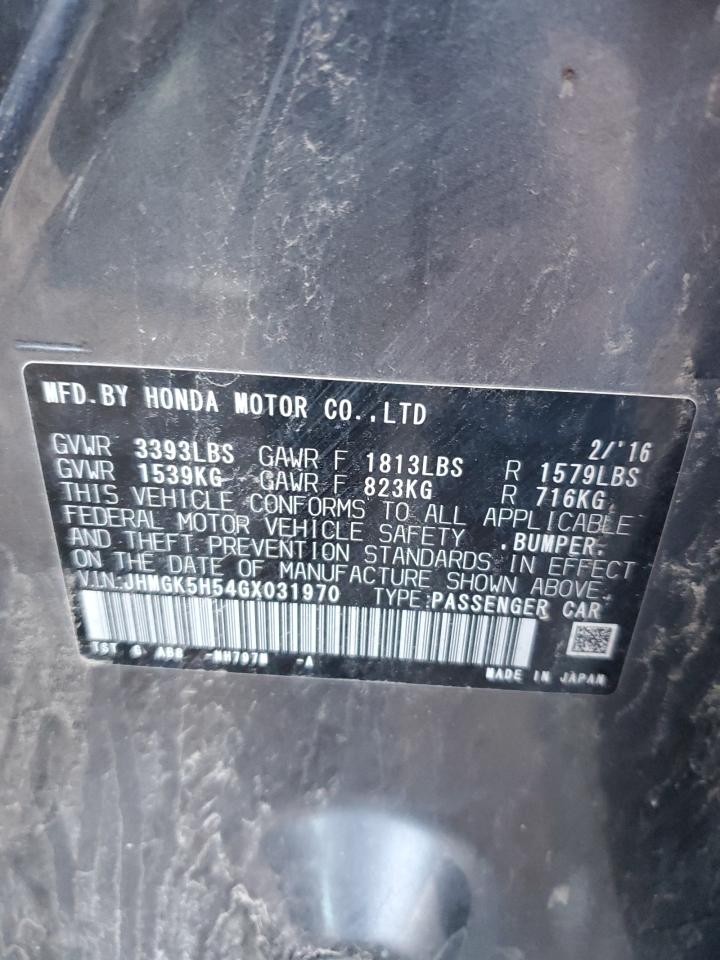 MFD.BY HONDA MOTOR CO.,LTD
2/'16
GVWR 3393LBS GAWR F 1813LBS R 1579LBS
GVWR 1539KG GAWR F 823KG R 716KG
THIS VEHICLE CONFORMS TO ALL APPLICABLE
FEDERAL MOTOR VEHICLE SAFETY ,BUMPER,
AND THEFT PREVENTION STANDARDS IN EFFECT
ON THE DATE OF MANUFACTURE SHOWN ABOVE.
V.I.N:JHMGK5H54GX031970 TYPE:PASSENGER CAR
-NH797M -A
MADE IN JAPAN